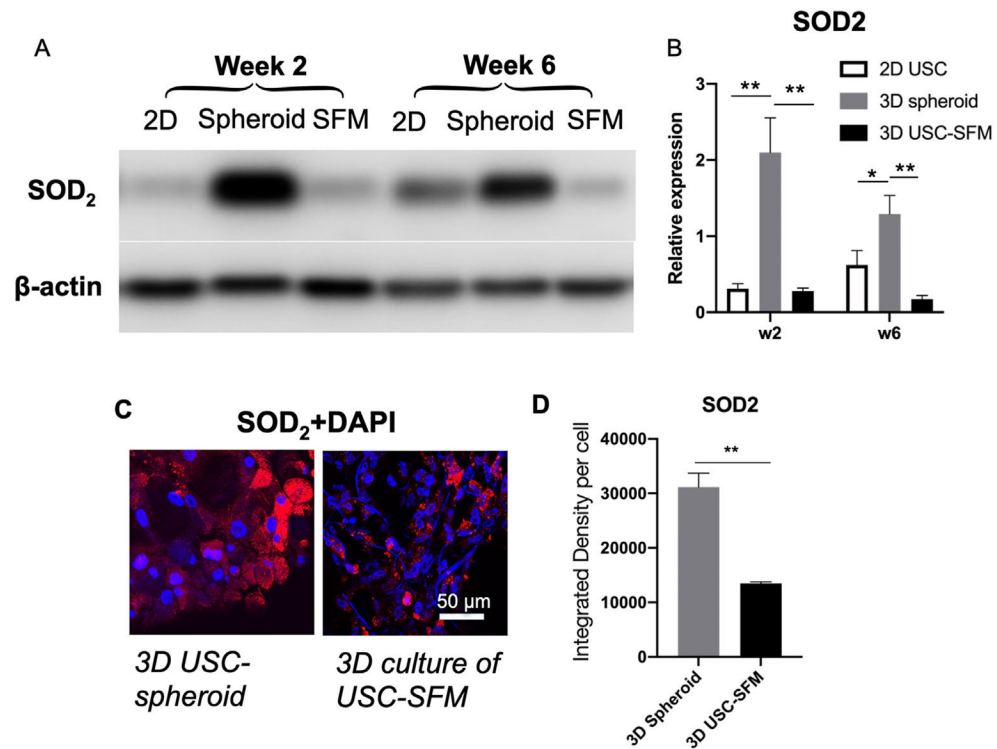 A
Week 2 Week 6
2D Spheroid SFM 2D Spheroid SFM
SOD₂
β-actin
SOD2
B
2D USC
3D spheroid
3D USC-SFM
Relative expression
3
2
1
0
** **
* **
w2 w6
C
SOD₂+DAPI
50 µm
3D USC-
spheroid
3D culture of
USC-SFM
D
SOD2
Integrated Density per cell
40000
30000
20000
10000
0
**
3D Spheroid
3D USC-SFM